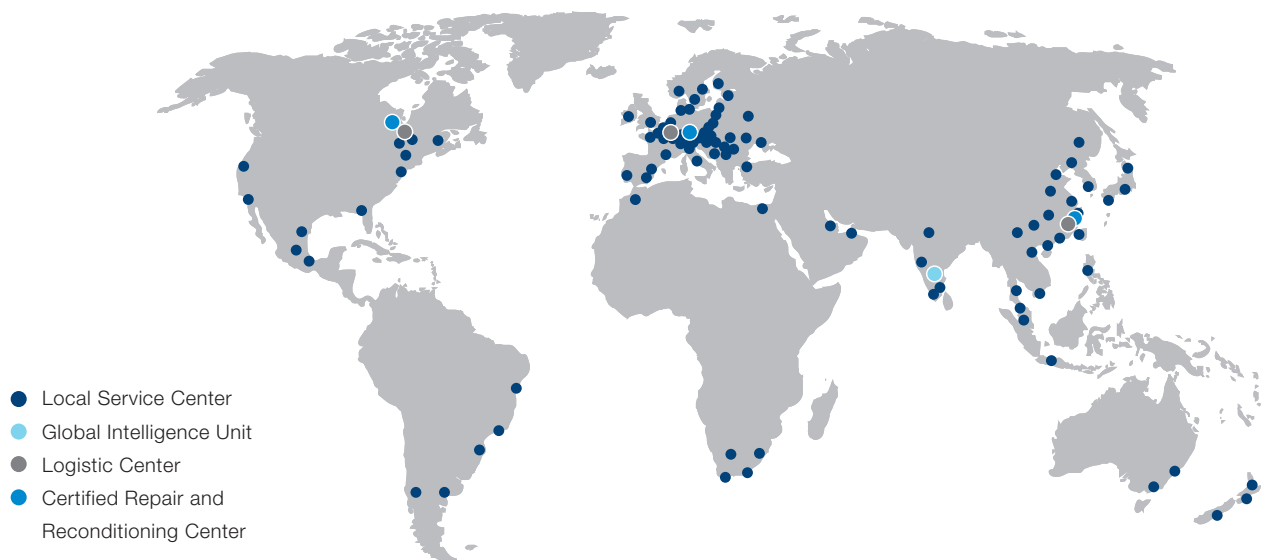 Local Service Center
Global Intelligence Unit
Logistic Center
Certified Repair and
Reconditioning Center